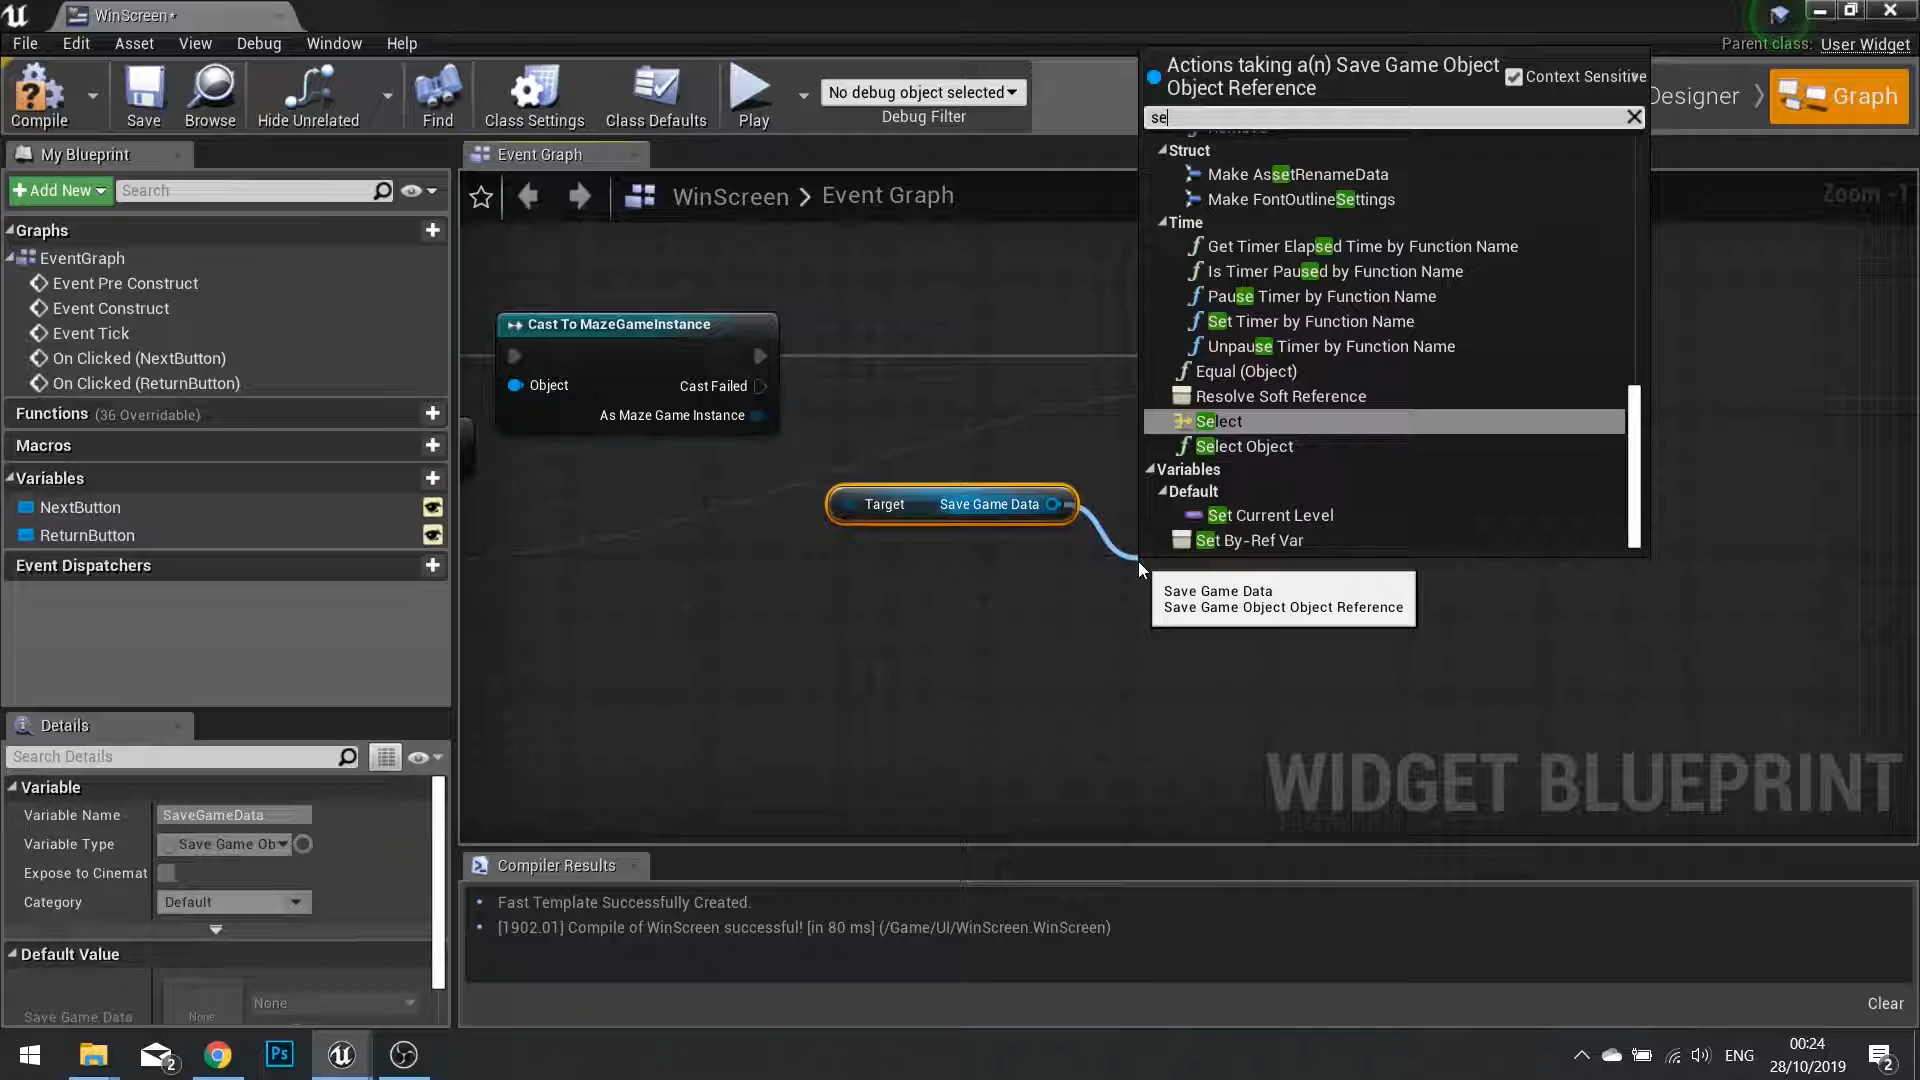 WinScreen*
File Edit Asset View Debug Window Help
Parent class: User Widget
Compile Save Browse Hide Unrelated Find Class Settings Class Defaults Play
No debug object selected
Debug Filter
Designer Graph
Actions taking a(n) Save Game Object
Object Reference
Context Sensitive
se
Struct
Make AssetRenameData
Make FontOutlineSettings
Time
Get Timer Elapsed Time by Function Name
Is Timer Paused by Function Name
Pause Timer by Function Name
Set Timer by Function Name
Unpause Timer by Function Name
Equal (Object)
Resolve Soft Reference
Select
Select Object
Variables
Default
Set Current Level
Set By-Ref Var
Save Game Data
Save Game Object Object Reference
My Blueprint
Add New Search
Graphs
EventGraph
Event Pre Construct
Event Construct
Event Tick
On Clicked (NextButton)
On Clicked (ReturnButton)
Functions (36 Overridable)
Macros
Variables
NextButton
ReturnButton
Event Dispatchers
Event Graph
WinScreen > Event Graph
Zoom -1
Cast To MazeGameInstance
Object Cast Failed
As Maze Game Instance
Target Save Game Data
WIDGET BLUEPRINT
Details
Search Details
Variable
Variable Name SaveGameData
Variable Type Save Game Ob
Expose to Cinemat
Category Default
Default Value
None
Save Game Data None
Compiler Results
Fast Template Successfully Created.
[1902.01] Compile of WinScreen successful! [in 80 ms] (/Game/UI/WinScreen.WinScreen)
Clear
2
Ps
ENG
00:24
28/10/2019
2